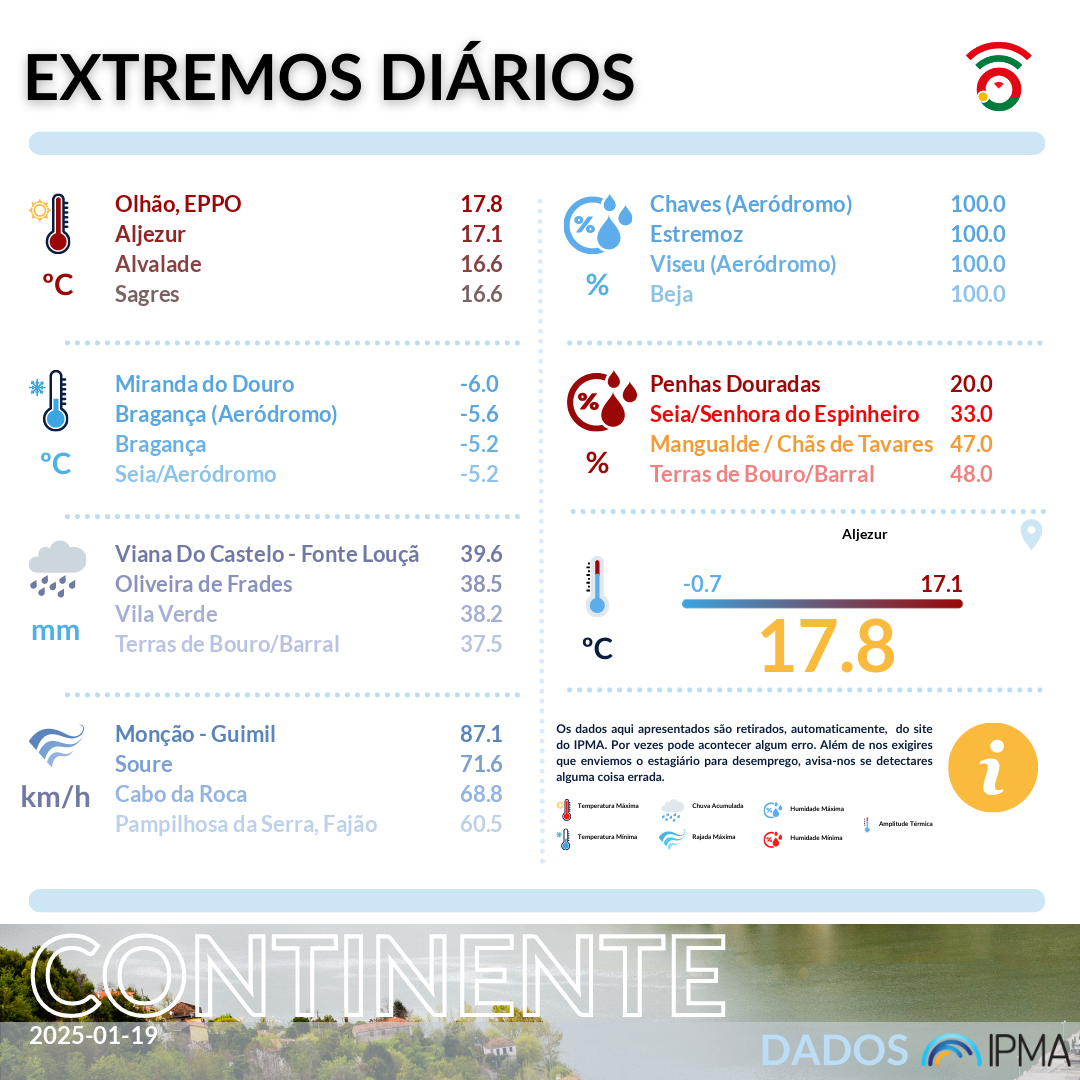 EXTREMOS DIÁRIOS
Olhão, EPPO 17.8
Aljezur 17.1
Alvalade 16.6
Sagres 16.6
ºC
Miranda do Douro -6.0
Bragança (Aeródromo) -5.6
Bragança -5.2
Seia/Aeródromo -5.2
ºC
Viana Do Castelo - Fonte Louçã 39.6
Oliveira de Frades 38.5
Vila Verde 38.2
Terras de Bouro/Barral 37.5
mm
Monção - Guimil 87.1
Soure 71.6
Cabo da Roca 68.8
Pampilhosa da Serra, Fajão 60.5
km/h
%
Chaves (Aeródromo) 100.0
Estremoz 100.0
Viseu (Aeródromo) 100.0
Beja 100.0
%
%
Penhas Douradas 20.0
Seia/Senhora do Espinheiro 33.0
Mangualde / Chãs de Tavares 47.0
Terras de Bouro/Barral 48.0
%
Aljezur
-0.7 17.1
17.8
ºC
Os dados aqui apresentados são retirados, automaticamente, do site
do IPMA. Por vezes pode acontecer algum erro. Além de nos exigires
que enviemos o estagiário para desemprego, avisa-nos se detectares
alguma coisa errada.
i
Temperatura Máxima Chuva Acumulada Humidade Máxima
Amplitude Térmica
Temperatura Mínima Rajada Máxima Humidade Mínima
CONTINENTE
2025-01-19
DADOS IPMA